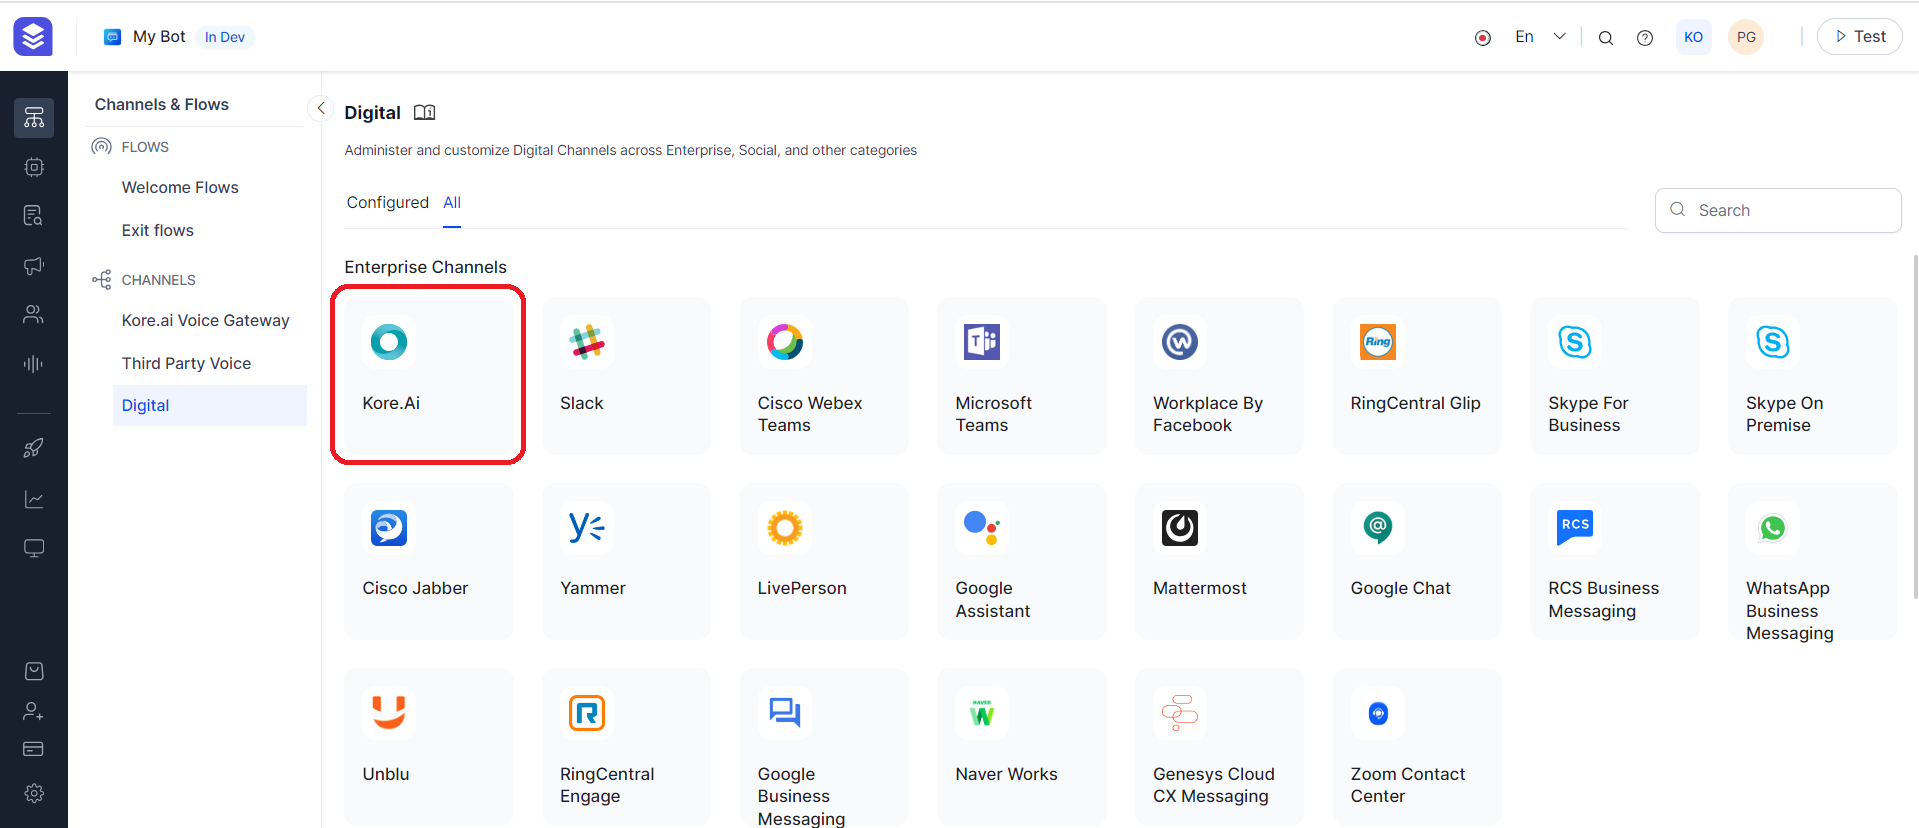 My Bot In Dev En KO PG Test
Channels & Flows
FLOWS
Welcome Flows
Exit flows
CHANNELS
Kore.ai Voice Gateway
Third Party Voice
Digital
Digital
Administer and customize Digital Channels across Enterprise, Social, and other categories
Configured All
Search
Enterprise Channels
Kore.Ai
Slack
Cisco Webex
Teams
Microsoft
Teams
Workplace By
Facebook
Ring
RingCentral Glip
Skype For
Business
Skype On
Premise
Cisco Jabber
Yammer
LivePerson
Google
Assistant
Mattermost
Google Chat
RCS
RCS Business
Messaging
WhatsApp
Business
Messaging
Unblu
RingCentral
Engage
Google
Business
Messaging
NAVER
W
Naver Works
Genesys Cloud
CX Messaging
Zoom Contact
Center